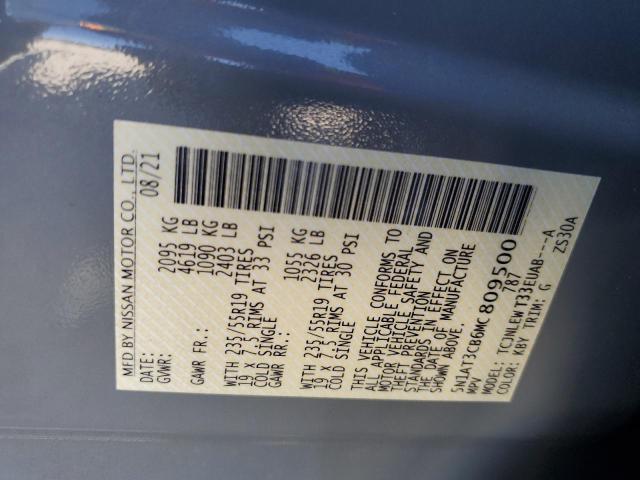 MFD BY NISSAN MOTOR CO., LTD.
DATE: 08/21
GVWR: 2095 KG
4619 LB
GAWR FR.: 1090 KG
2403 LB
WITH 235/55R19 TIRES
19 X 7.5 RIMS AT 33 PSI
COLD SINGLE
GAWR RR.: 1055 KG
2326 LB
WITH 235/55R19 TIRES
19 X 7.5 RIMS AT 30 PSI
COLD SINGLE
THIS VEHICLE CONFORMS TO
ALL APPLICABLE FEDERAL
MOTOR VEHICLE SAFETY AND
THEFT PREVENTION
STANDARDS IN EFFECT ON
THE DATE OF MANUFACTURE
SHOWN ABOVE.
5N1AT3CB6MC809500
MPV 787
MODEL: TCJNLEWT33EUAB---A
COLOR: KBY TRIM: G ZS30A